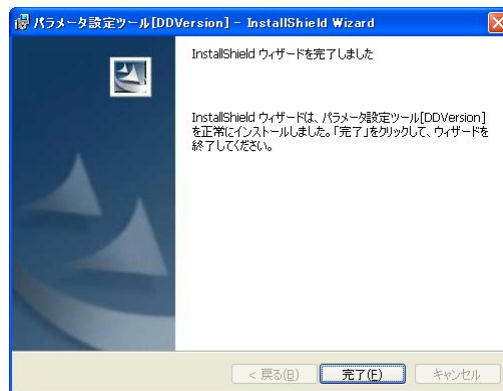 パラメータ設定ツール[DDVersion] - InstallShield Wizard
InstallShield ウィザードを完了しました
InstallShield ウィザードは、パラメータ設定ツール[DDVersion]
を正常にインストールしました。「完了」をクリックして、ウィザードを
終了してください。
< 戻る(B)
完了(F)
キャンセル